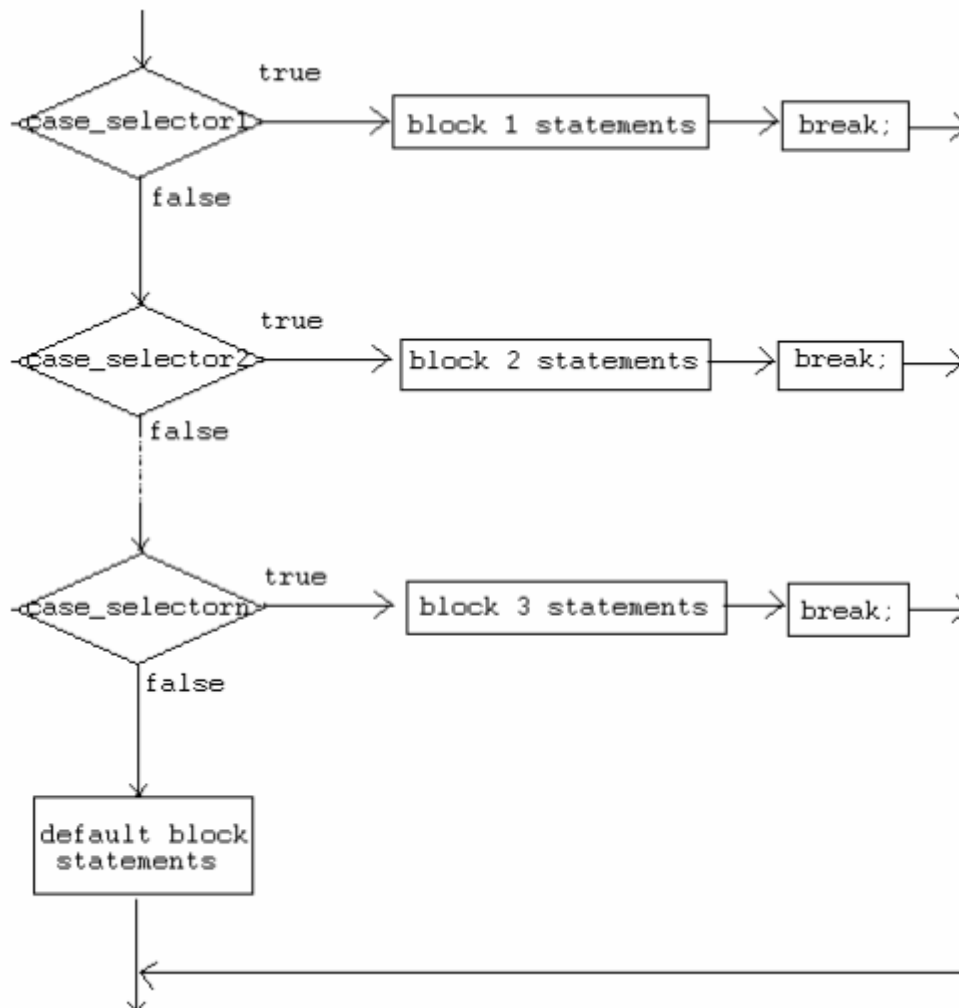 true
case_selector1
block 1 statements
break;
false
true
case_selector2
block 2 statements
break;
false
true
case_selectorn
block 3 statements
break;
false
default block
statements